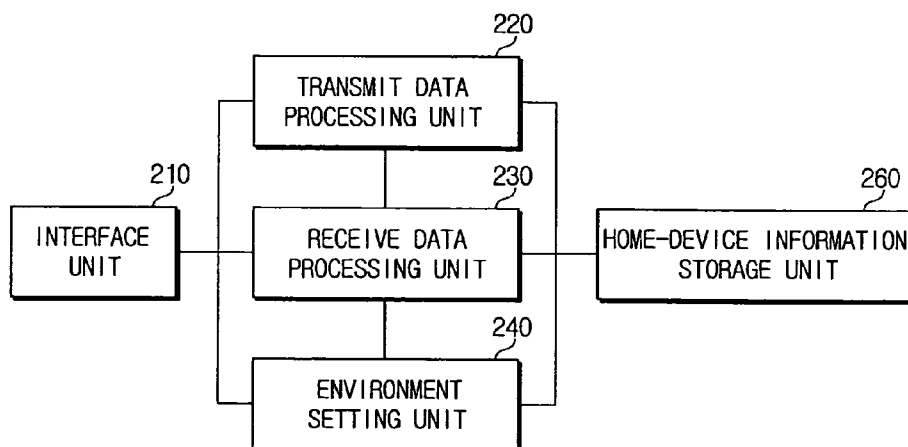 220
TRANSMIT DATA
PROCESSING UNIT
210
INTERFACE
UNIT
230
RECEIVE DATA
PROCESSING UNIT
260
HOME-DEVICE INFORMATION
STORAGE UNIT
240
ENVIRONMENT
SETTING UNIT